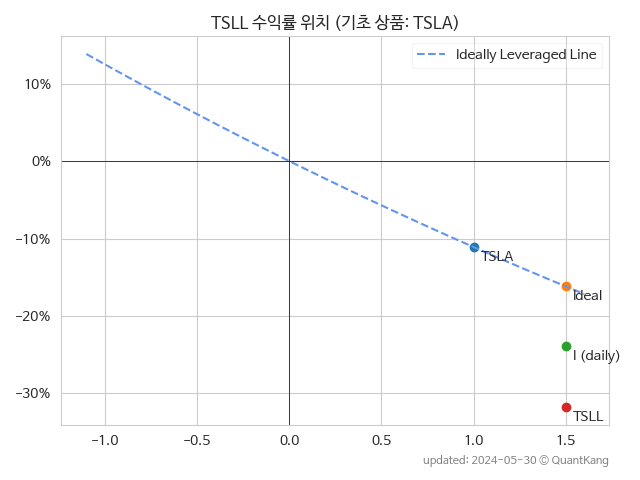 TSLL 수익률 위치 (기초 상품: TSLA)
Ideally Leveraged Line
10%
0%
−10%
−20%
−30%
TSLA
Ideal
I (daily)
TSLL
−1.0 −0.5 0.0 0.5 1.0 1.5
updated: 2024-05-30 © QuantKang